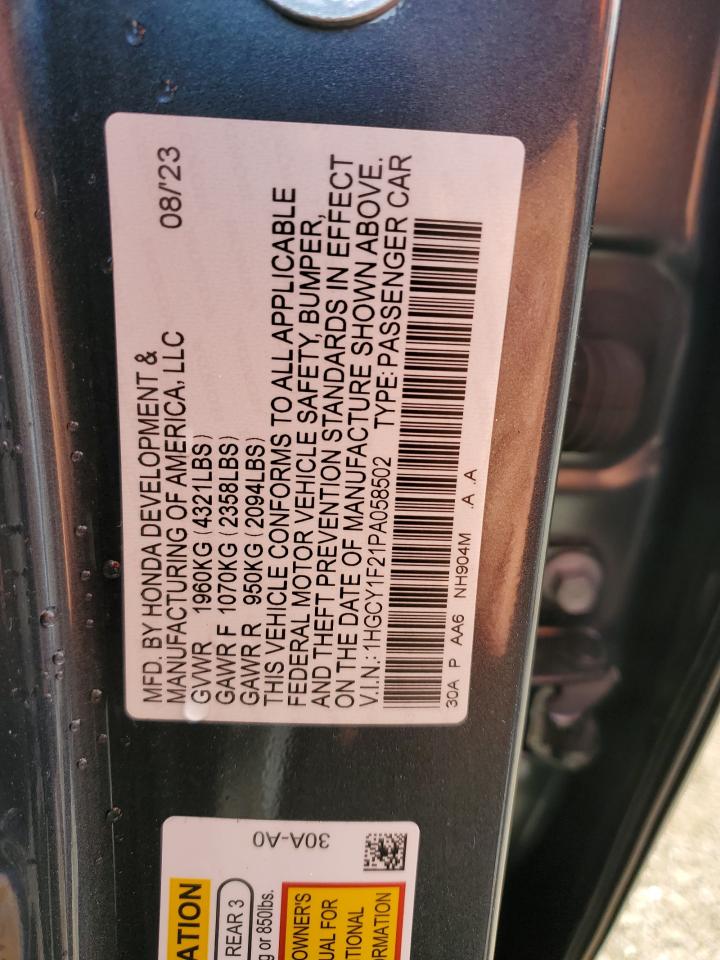 MFD. BY HONDA DEVELOPMENT &
MANUFACTURING OF AMERICA, LLC 08/'23
GVWR 1960KG (4321LBS)
GAWR F 1070KG (2358LBS)
GAWR R 950KG (2094LBS)
THIS VEHICLE CONFORMS TO ALL APPLICABLE
FEDERAL MOTOR VEHICLE SAFETY, BUMPER,
AND THEFT PREVENTION STANDARDS IN EFFECT
ON THE DATE OF MANUFACTURE SHOWN ABOVE.
V.I.N.:1HGCY1F21PA058502 TYPE: PASSENGER CAR
30A P AA6 NH904M .A .A
30A-A0
ATION
REAR 3
g or 850lbs.
OWNER'S
UAL FOR
TIONAL